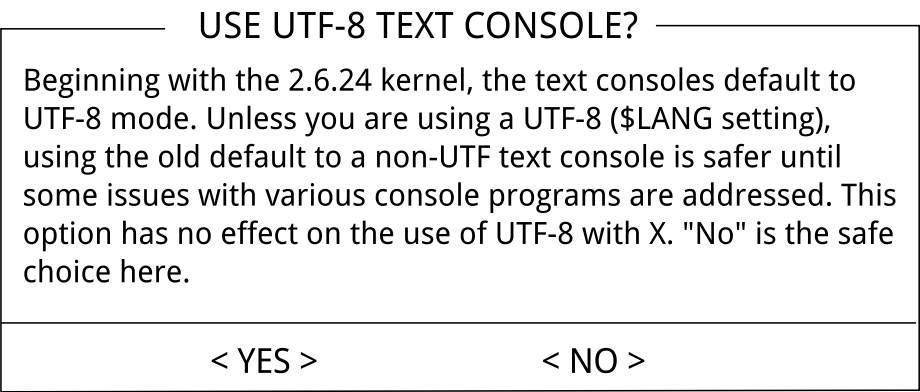 USE UTF-8 TEXT CONSOLE?
Beginning with the 2.6.24 kernel, the text consoles default to
UTF-8 mode. Unless you are using a UTF-8 ($LANG setting),
using the old default to a non-UTF text console is safer until
some issues with various console programs are addressed. This
option has no effect on the use of UTF-8 with X. "No" is the safe
choice here.
< YES > < NO >